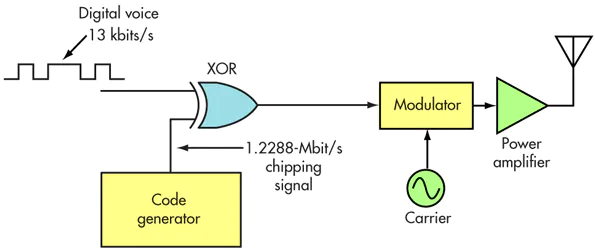 Digital voice
13 kbits/s
XOR
Modulator
1.2288-Mbit/s
chipping
signal
Power
amplifier
Code
generator
Carrier